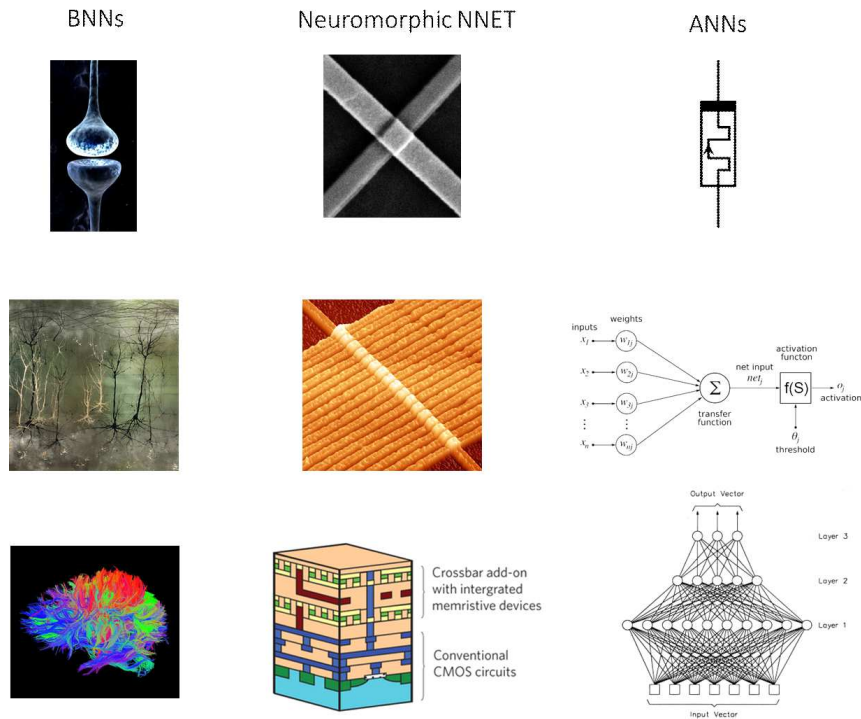 BNNs
Neuromorphic NNET
ANNs
inputs
weights
x1
w1j
x2
w2j
x3
w3j
⋮
⋮
xn
wnj
Σ
transfer
function
net input
netj
activation
functon
f(S)
oj
activation
θj
threshold
Crossbar add-on
with intergrated
memristive devices
Conventional
CMOS circuits
Output Vector
Layer 3
Layer 2
Layer 1
Input Vector